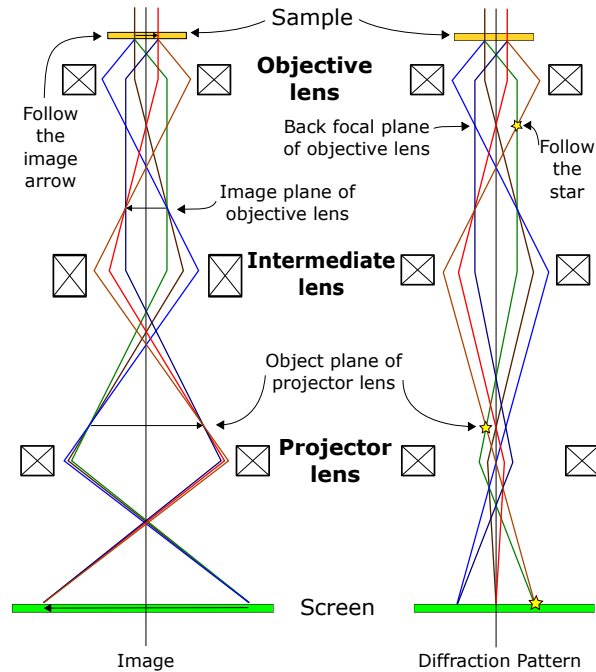 Sample
Objective
lens
Follow
the
image
arrow
Back focal plane
of objective lens
Follow
the
star
Image plane of
objective lens
Intermediate
lens
Object plane of
projector lens
Projector
lens
Screen
Image
Diffraction Pattern